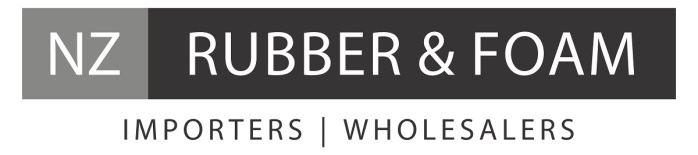 NZ RUBBER & FOAM
IMPORTERS | WHOLESALERS